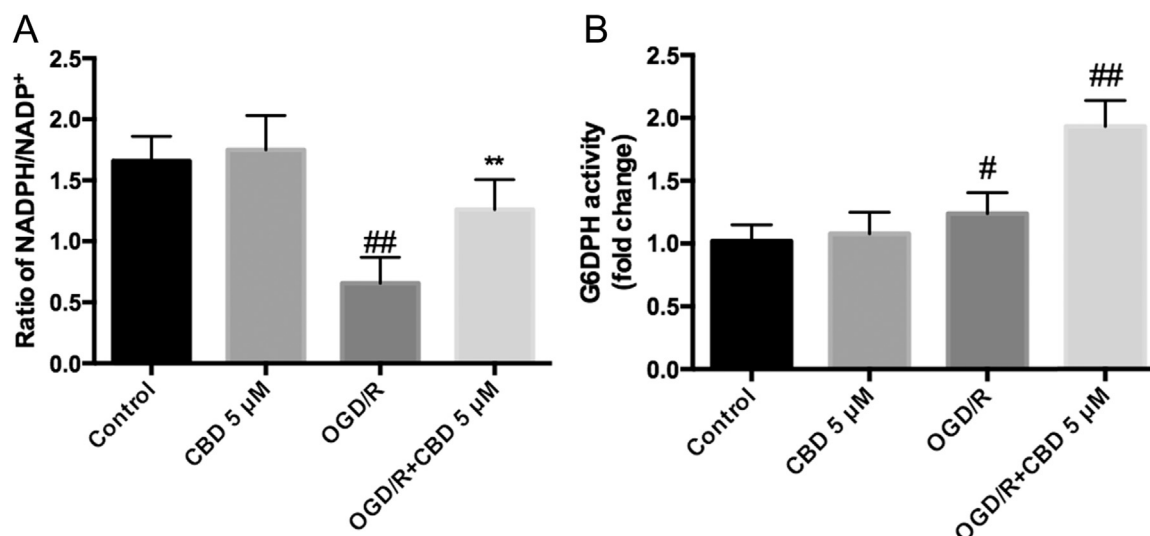 A
Ratio of NADPH/NADP⁺
2.5
2.0
1.5
1.0
0.5
0.0
##
**
Control
CBD 5 µM
OGD/R
OGD/R+CBD 5 µM
B
G6DPH activity
(fold change)
2.5
2.0
1.5
1.0
0.5
0.0
#
##
Control
CBD 5 µM
OGD/R
OGD/R+CBD 5 µM